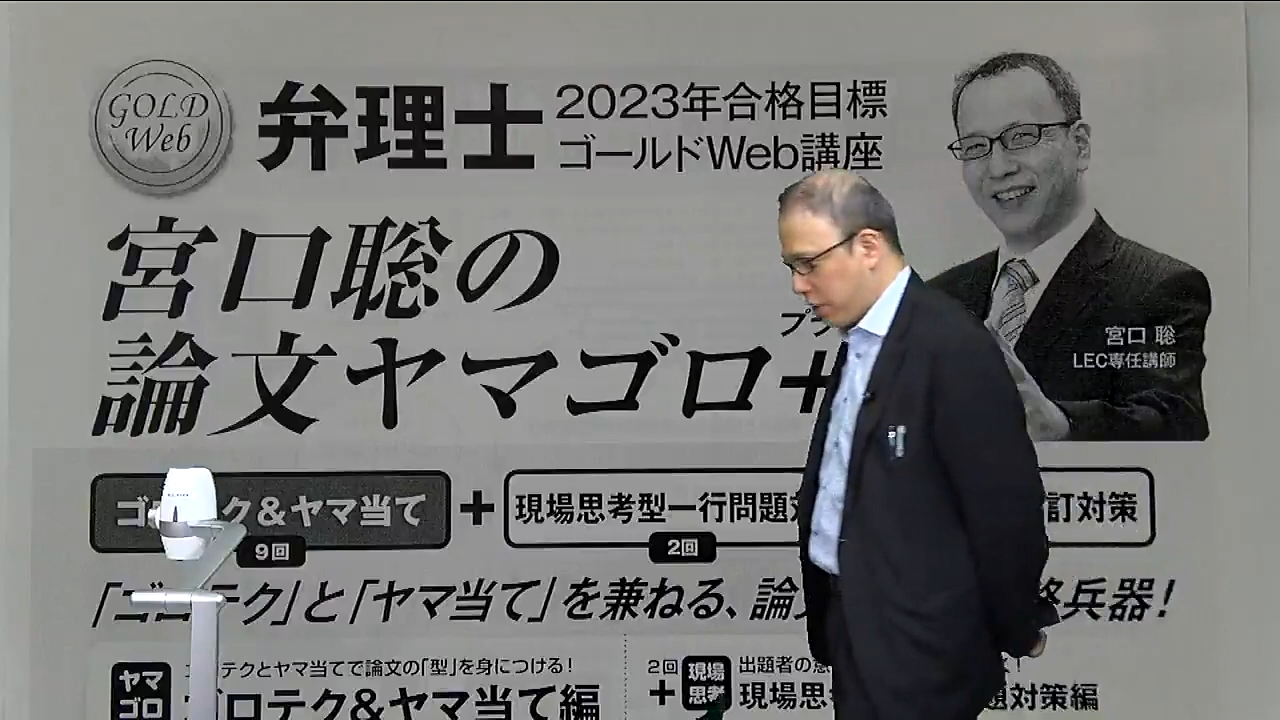 GOLD
Web
弁理士
2023年合格目標
ゴールドWeb講座
宮口聡の
論文ヤマゴロ+
宮口 聡
LEC専任講師
ク&ヤマ当て
+
現場思考型一行問題
訂対策
9回
2回
テク」と「ヤマ当て」を兼ねる、論
兵器!
ヤマ
ゴロ
テクとヤマ当てで論文の「型」を身につける!
ゴロテク&ヤマ当て編
2回
+
現場
思考
出題者の
現場思
題対策編